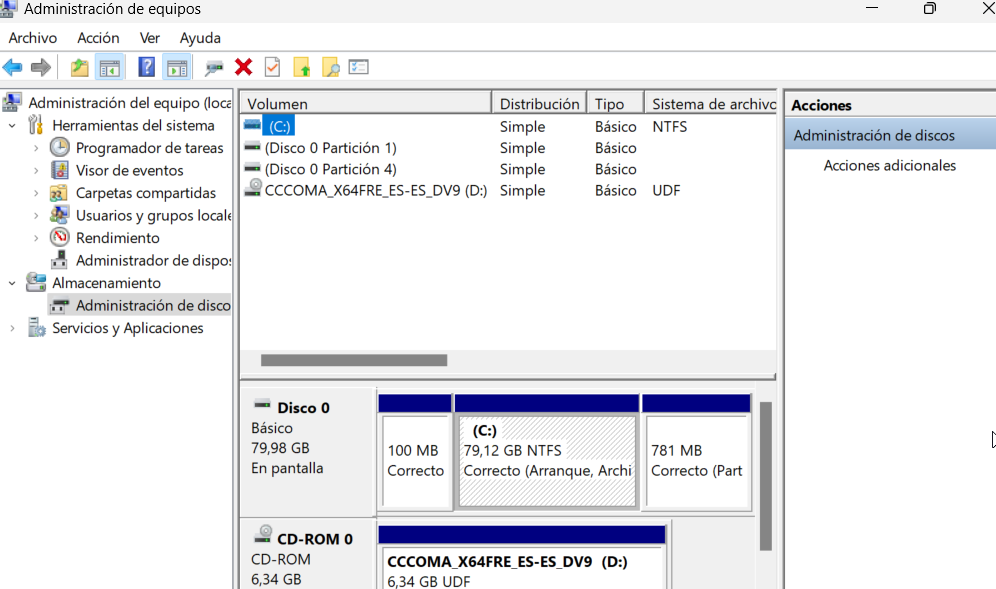 Administración de equipos
Archivo Acción Ver Ayuda
Administración del equipo (loca
Herramientas del sistema
Programador de tareas
Visor de eventos
Carpetas compartidas
Usuarios y grupos locale
Rendimiento
Administrador de dispos
Almacenamiento
Administración de disco
Servicios y Aplicaciones
Volumen Distribución Tipo Sistema de archivo
(C:) Simple Básico NTFS
(Disco 0 Partición 1) Simple Básico
(Disco 0 Partición 4) Simple Básico
CCCOMA_X64FRE_ES-ES_DV9 (D:) Simple Básico UDF
Disco 0
Básico
79,98 GB
En pantalla
100 MB
Correcto
(C:)
79,12 GB NTFS
Correcto (Arranque, Archi
781 MB
Correcto (Part
CD-ROM 0
CD-ROM
6,34 GB
CCCOMA_X64FRE_ES-ES_DV9 (D:)
6,34 GB UDF
Acciones
Administración de discos
Acciones adicionales